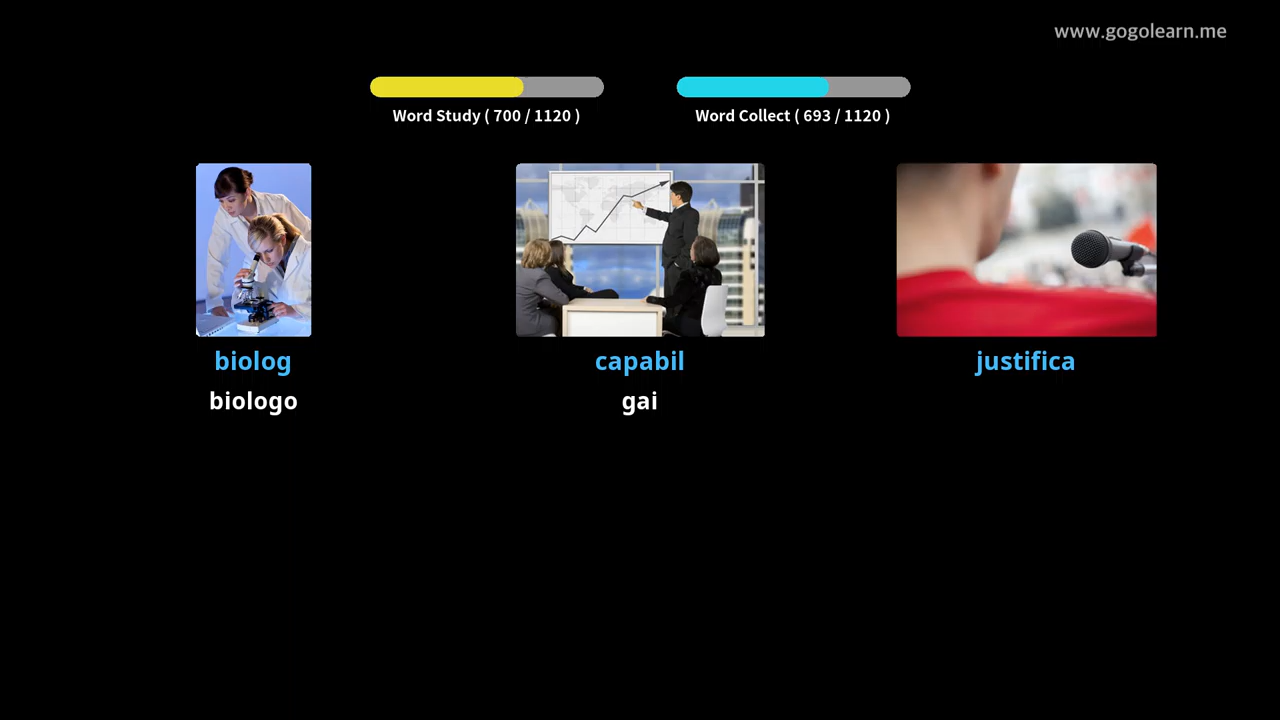 www.gogolearn.me
Word Study ( 700 / 1120 )
Word Collect ( 693 / 1120 )
biolog
capabil
justifica
biologo
gai